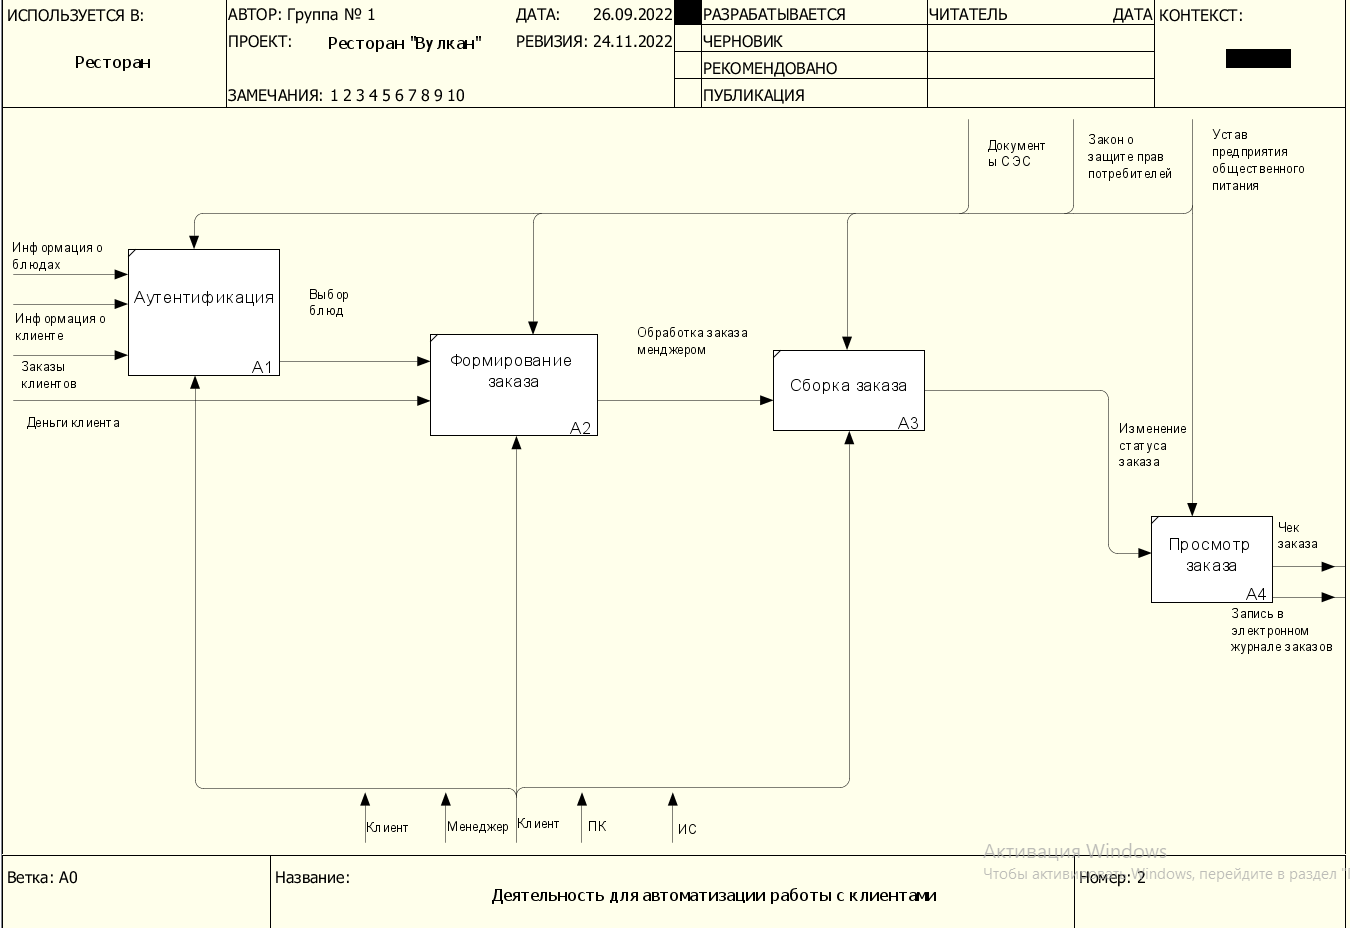 ИСПОЛЬЗУЕТСЯ В:
Ресторан
АВТОР: Группа № 1
ДАТА: 26.09.2022
ПРОЕКТ: Ресторан "Вулкан"
РЕВИЗИЯ: 24.11.2022
ЗАМЕЧАНИЯ: 1 2 3 4 5 6 7 8 9 10
РАЗРАБАТЫВАЕТСЯ
ЧЕРНОВИК
РЕКОМЕНДОВАНО
ПУБЛИКАЦИЯ
ЧИТАТЕЛЬ
ДАТА
КОНТЕКСТ:
Документ
ы СЭС
Закон о
защите прав
потребителей
Устав
предприятия
общественного
питания
Информация о
блюдах
Информация о
клиенте
Заказы
клиентов
Деньги клиента
Аутентификация
A1
Выбор
блюд
Формирование
заказа
A2
Обработка заказа
менджером
Сборка заказа
A3
Изменение
статуса
заказа
Просмотр
заказа
A4
Чек
заказа
Запись в
электронном
журнале заказов
Клиент
Менеджер
Клиент
ПК
ИС
Активация Windows
Чтобы активировать Windows, перейдите в раздел "
Ветка: A0
Название:
Деятельность для автоматизации работы с клиентами
Номер: 2